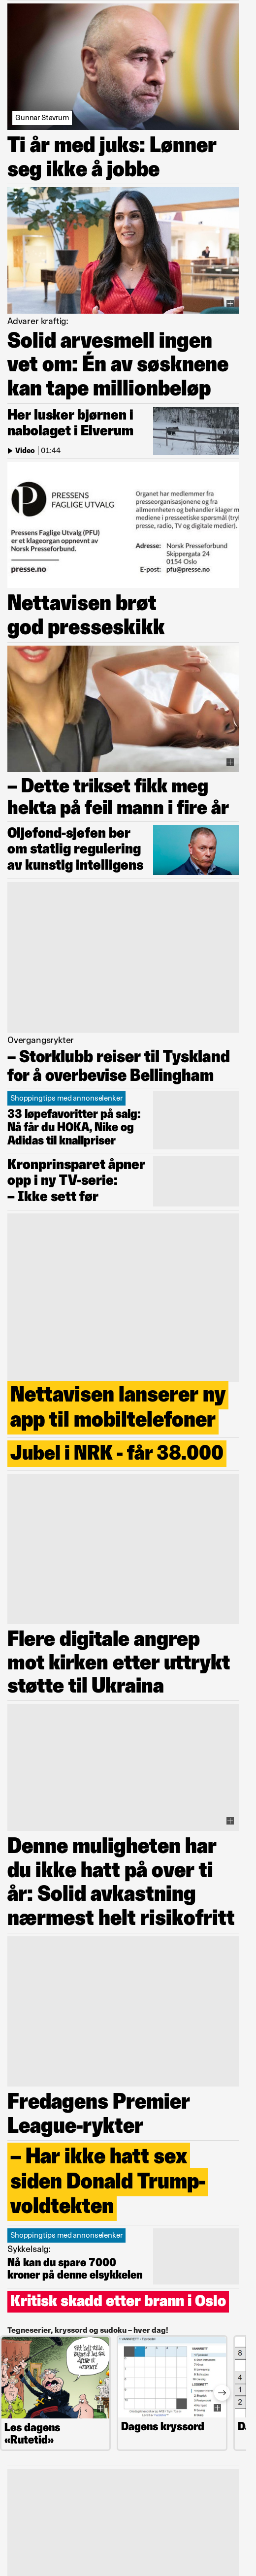 Gunnar Stavrum
Ti år med juks: Lønner
seg ikke å jobbe
Advarer kraftig:
Solid arvesmell ingen
vet om: Én av søsknene
kan tape millionbeløp
Her lusker bjørnen i
nabolaget i Elverum
Video | 01:44
PRESSENS
FAGLIGE UTVALG
Pressens Faglige Utvalg (PFU)
er et klageorgan oppnevnt av
Norsk Presseforbund.
presse.no
Organet har medlemmer fra
presseorganisasjonene og fra
allmennheten og behandler klager m
mediene i presseetiske spørsmål (tryk
presse, radio, TV og digitale medier).
Adresse: Norsk Presseforbund
Skippergata 24
0154 Oslo
E-post: pfu@presse.no
Nettavisen brøt
god presseskikk
– Dette trikset fikk meg
hekta på feil mann i fire år
Oljefond-sjefen ber
om statlig regulering
av kunstig intelligens
Overgangsrykter
– Storklubb reiser til Tyskland
for å overbevise Bellingham
Shoppingtips med annonselenker
33 løpefavoritter på salg:
Nå får du HOKA, Nike og
Adidas til knallpriser
Kronprinsparet åpner
opp i ny TV-serie:
– Ikke sett før
Nettavisen lanserer ny
app til mobiltelefoner
Jubel i NRK - får 38.000
Flere digitale angrep
mot kirken etter uttrykt
støtte til Ukraina
Denne muligheten har
du ikke hatt på over ti
år: Solid avkastning
nærmest helt risikofritt
Fredagens Premier
League-rykter
– Har ikke hatt sex
siden Donald Trump-
voldtekten
Shoppingtips med annonselenker
Sykkelsalg:
Nå kan du spare 7000
kroner på denne elsykkelen
Kritisk skadd etter brann i Oslo
Tegneserier, kryssord og sudoku – hver dag!
Les dagens
«Rutetid»
Dagens kryssord